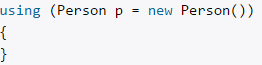 using (Person p = new Person())
{
}